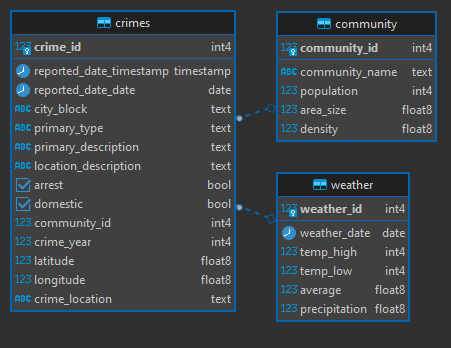 crimes
123 crime_id int4
reported_date_timestamp timestamp
reported_date_date date
ABC city_block text
ABC primary_type text
ABC primary_description text
ABC location_description text
arrest bool
domestic bool
123 community_id int4
123 crime_year int4
123 latitude float8
123 longitude float8
ABC crime_location text
community
123 community_id int4
ABC community_name text
123 population int4
123 area_size float8
123 density float8
weather
123 weather_id int4
weather_date date
123 temp_high int4
123 temp_low int4
123 average float8
123 precipitation float8